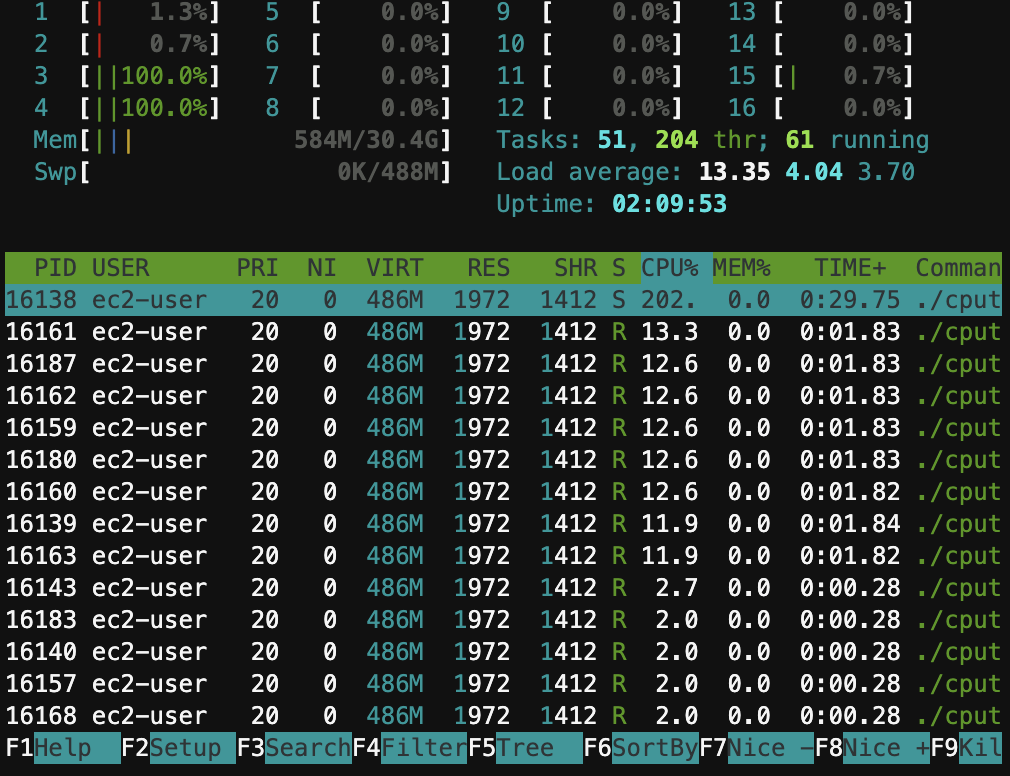 1 [| 1.3%] 5 [ 0.0%] 9 [ 0.0%] 13 [ 0.0%]
2 [| 0.7%] 6 [ 0.0%] 10 [ 0.0%] 14 [ 0.0%]
3 [||100.0%] 7 [ 0.0%] 11 [ 0.0%] 15 [| 0.7%]
4 [||100.0%] 8 [ 0.0%] 12 [ 0.0%] 16 [ 0.0%]
Mem[||| 584M/30.4G] Tasks: 51, 204 thr; 61 running
Swp[ 0K/488M] Load average: 13.35 4.04 3.70
Uptime: 02:09:53
PID USER PRI NI VIRT RES SHR S CPU% MEM% TIME+ Comman
16138 ec2-user 20 0 486M 1972 1412 S 202. 0.0 0:29.75 ./cput
16161 ec2-user 20 0 486M 1972 1412 R 13.3 0.0 0:01.83 ./cput
16187 ec2-user 20 0 486M 1972 1412 R 12.6 0.0 0:01.83 ./cput
16162 ec2-user 20 0 486M 1972 1412 R 12.6 0.0 0:01.83 ./cput
16159 ec2-user 20 0 486M 1972 1412 R 12.6 0.0 0:01.83 ./cput
16180 ec2-user 20 0 486M 1972 1412 R 12.6 0.0 0:01.83 ./cput
16160 ec2-user 20 0 486M 1972 1412 R 12.6 0.0 0:01.82 ./cput
16139 ec2-user 20 0 486M 1972 1412 R 11.9 0.0 0:01.84 ./cput
16163 ec2-user 20 0 486M 1972 1412 R 11.9 0.0 0:01.82 ./cput
16143 ec2-user 20 0 486M 1972 1412 R 2.7 0.0 0:00.28 ./cput
16183 ec2-user 20 0 486M 1972 1412 R 2.0 0.0 0:00.28 ./cput
16140 ec2-user 20 0 486M 1972 1412 R 2.0 0.0 0:00.28 ./cput
16157 ec2-user 20 0 486M 1972 1412 R 2.0 0.0 0:00.28 ./cput
16168 ec2-user 20 0 486M 1972 1412 R 2.0 0.0 0:00.28 ./cput
F1Help F2Setup F3SearchF4FilterF5Tree F6SortByF7Nice -F8Nice +F9Kil